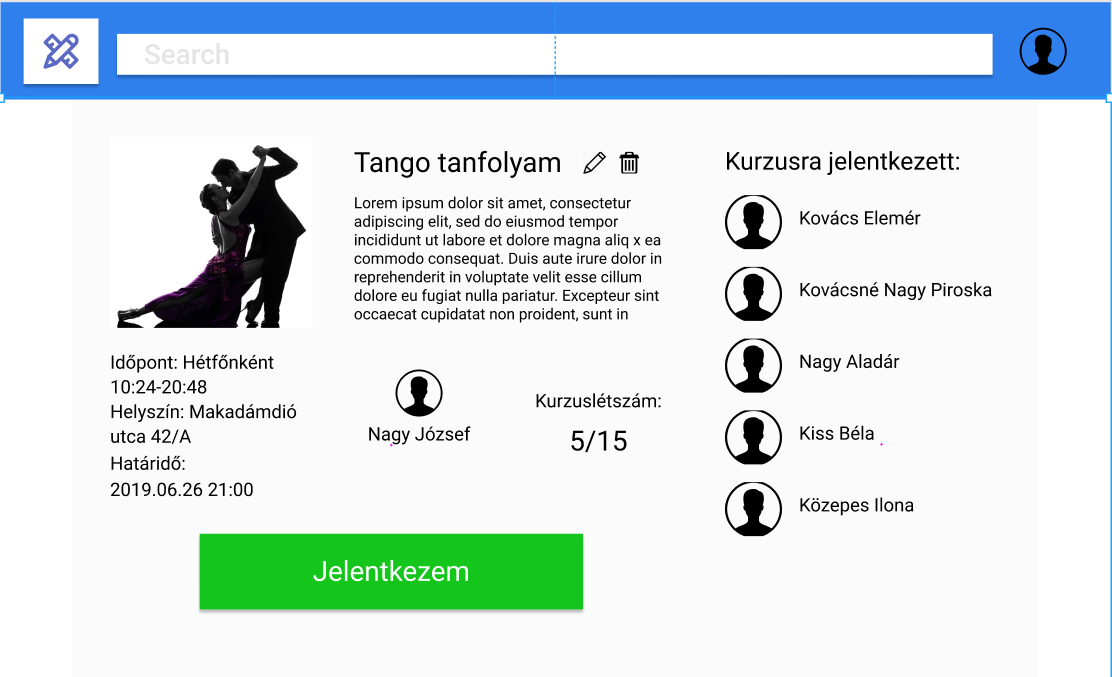 Search
Tango tanfolyam
Lorem ipsum dolor sit amet, consectetur
adipiscing elit, sed do eiusmod tempor
incididunt ut labore et dolore magna aliq x ea
commodo consequat. Duis aute irure dolor in
reprehenderit in voluptate velit esse cillum
dolore eu fugiat nulla pariatur. Excepteur sint
occaecat cupidatat non proident, sunt in
Időpont: Hétfőnként
10:24-20:48
Helyszín: Makadámdió
utca 42/A
Határidő:
2019.06.26 21:00
Nagy József
Kurzuslétszám:
5/15
Jelentkezem
Kurzusra jelentkezett:
Kovács Elemér
Kovácsné Nagy Piroska
Nagy Aladár
Kiss Béla
Közepes Ilona